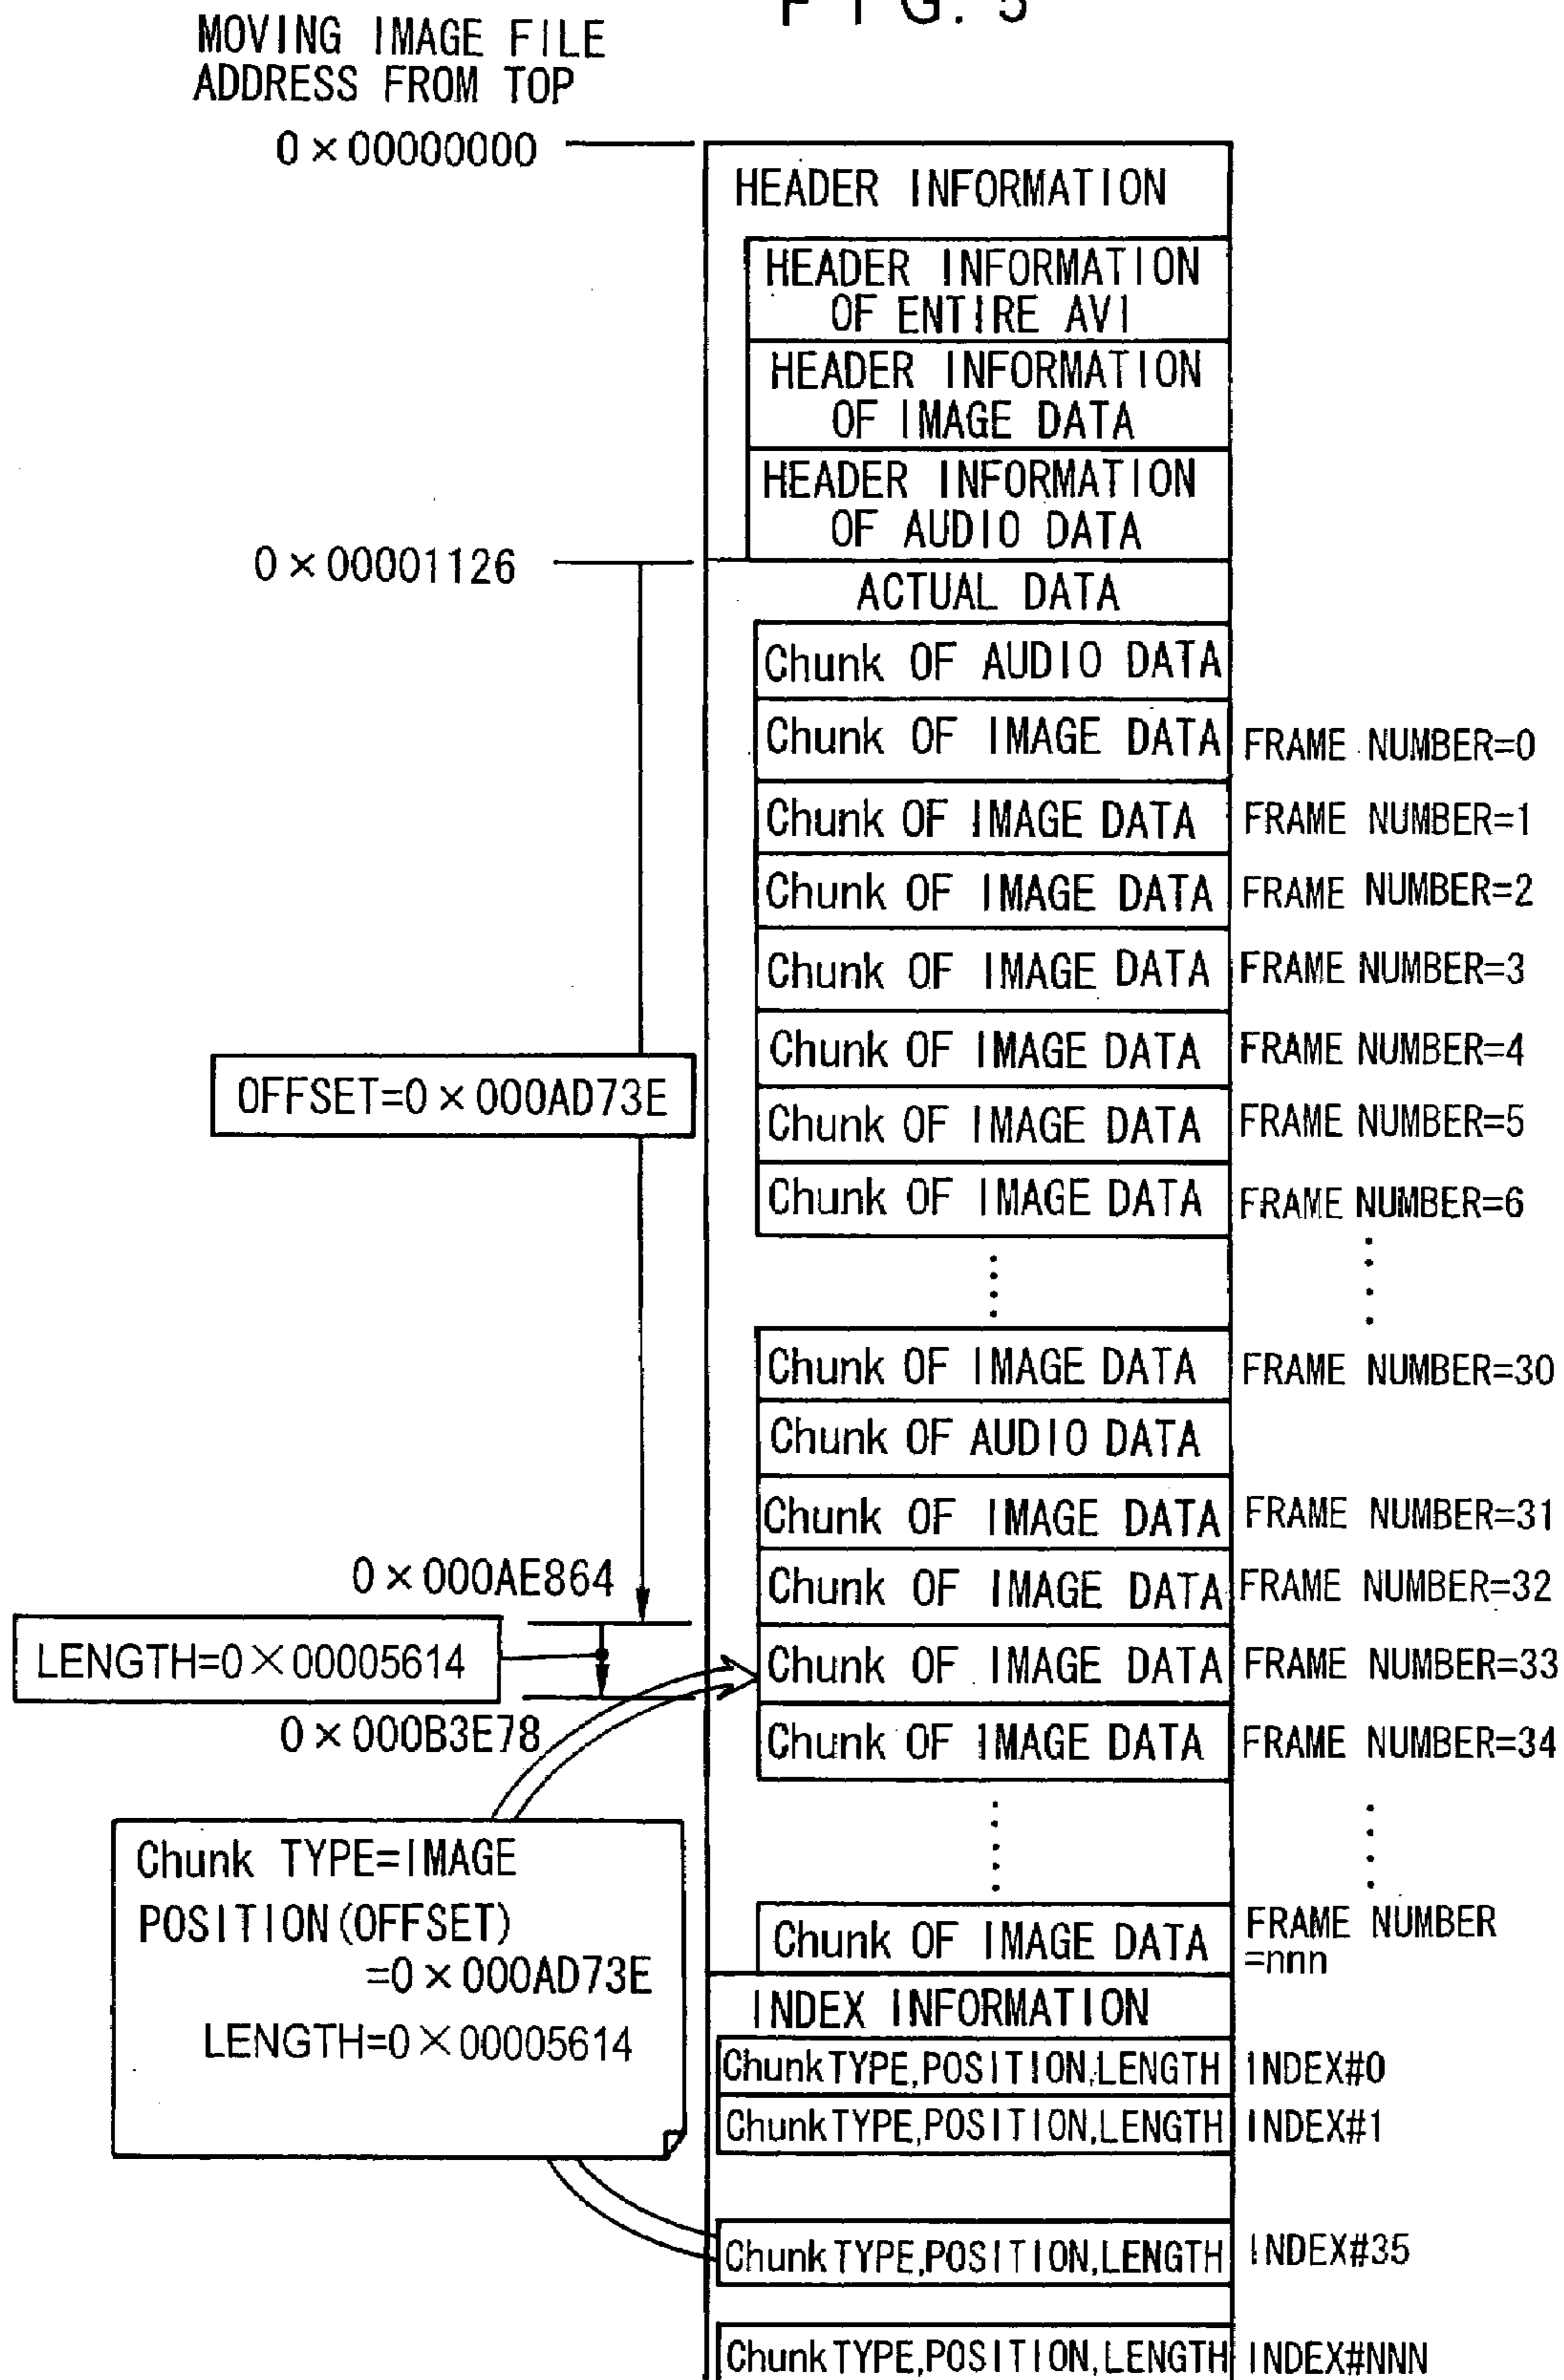 FIG. 5
MOVING IMAGE FILE
ADDRESS FROM TOP
0×00000000
HEADER INFORMATION
HEADER INFORMATION
OF ENTIRE AVI
HEADER INFORMATION
OF IMAGE DATA
HEADER INFORMATION
OF AUDIO DATA
0×00001126
ACTUAL DATA
Chunk OF AUDIO DATA
Chunk OF IMAGE DATA FRAME NUMBER=0
Chunk OF IMAGE DATA FRAME NUMBER=1
Chunk OF IMAGE DATA FRAME NUMBER=2
Chunk OF IMAGE DATA FRAME NUMBER=3
Chunk OF IMAGE DATA FRAME NUMBER=4
OFFSET=0×000AD73E
Chunk OF IMAGE DATA FRAME NUMBER=5
Chunk OF IMAGE DATA FRAME NUMBER=6
Chunk OF IMAGE DATA FRAME NUMBER=30
Chunk OF AUDIO DATA
Chunk OF IMAGE DATA FRAME NUMBER=31
0×000AE864
Chunk OF IMAGE DATA FRAME NUMBER=32
LENGTH=0×00005614
Chunk OF IMAGE DATA FRAME NUMBER=33
0×000B3E78
Chunk OF IMAGE DATA FRAME NUMBER=34
Chunk TYPE=IMAGE
POSITION(OFFSET)
=0×000AD73E
LENGTH=0×00005614
Chunk OF IMAGE DATA
FRAME NUMBER
=nnn
INDEX INFORMATION
Chunk TYPE,POSITION,LENGTH INDEX#0
Chunk TYPE,POSITION,LENGTH INDEX#1
Chunk TYPE,POSITION,LENGTH INDEX#35
Chunk TYPE,POSITION,LENGTH INDEX#NNN